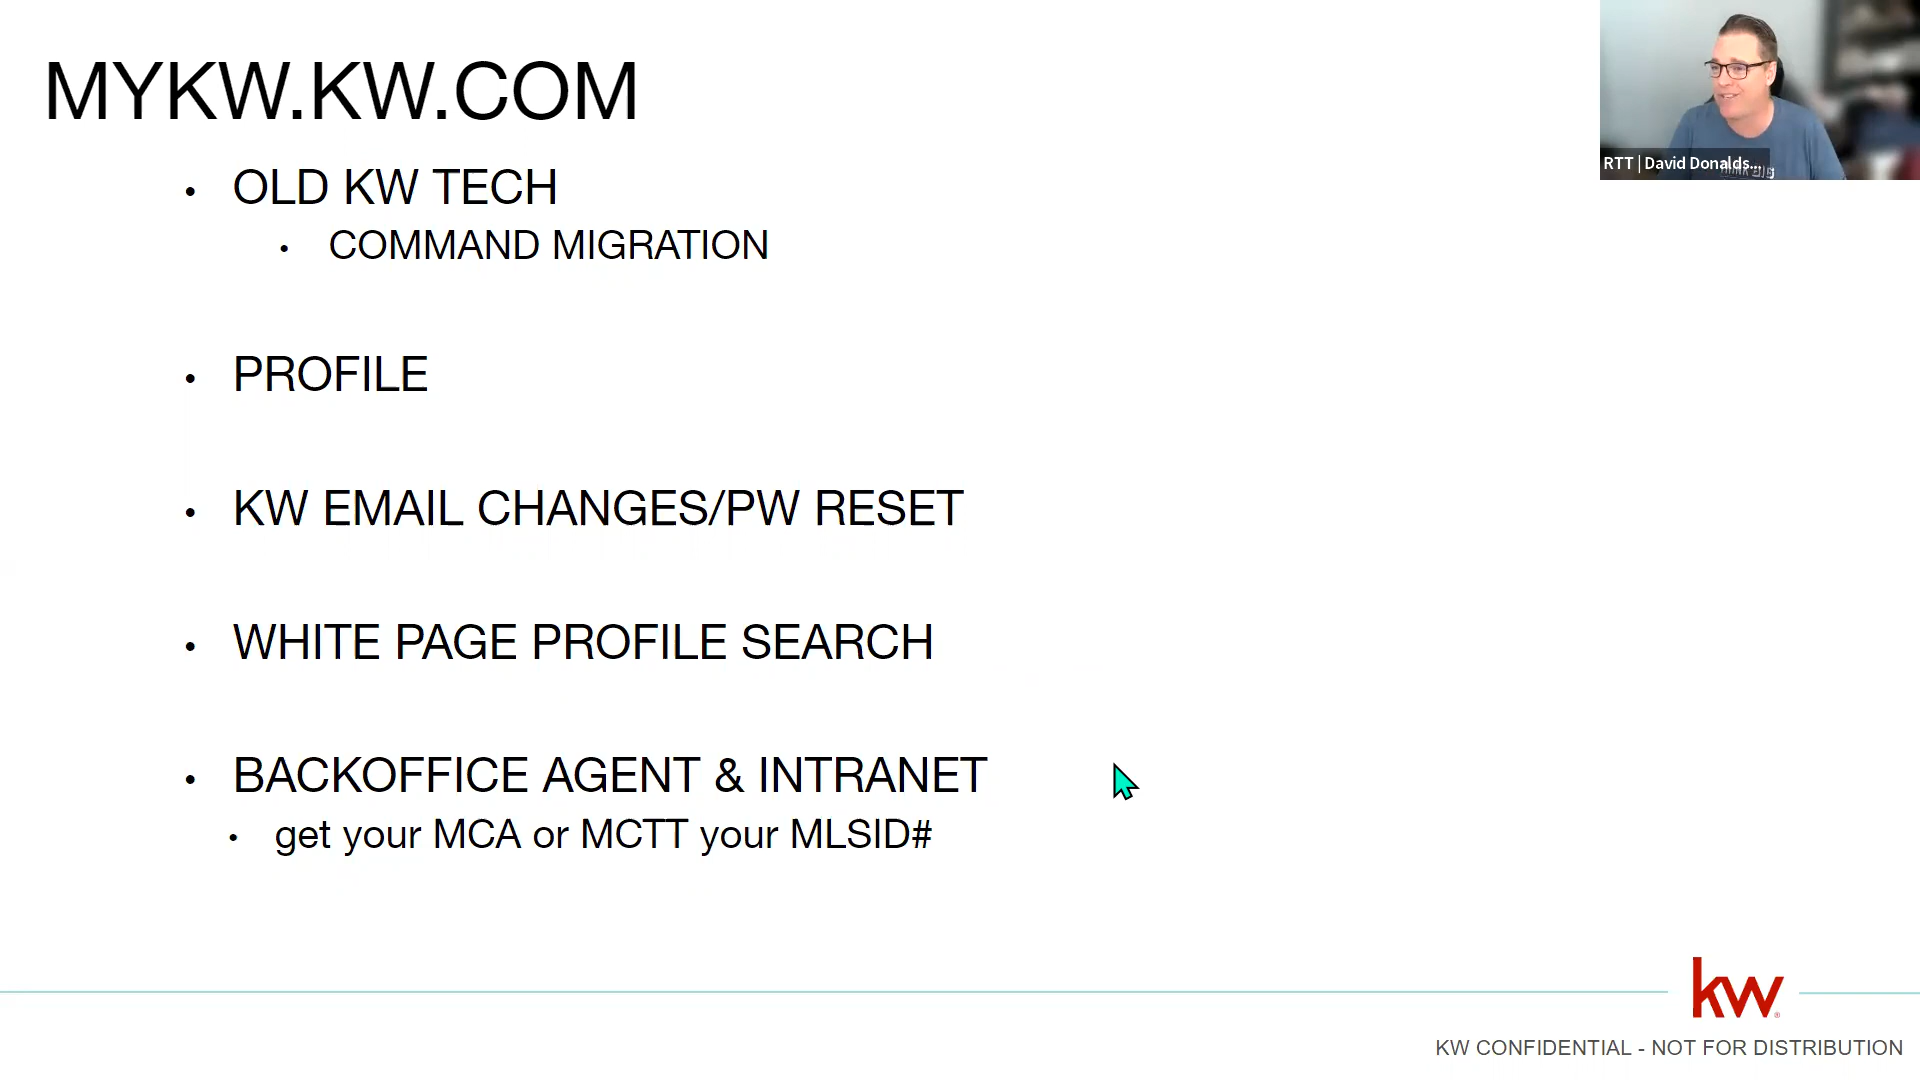 MYKW.KW.COM
• OLD KW TECH
• COMMAND MIGRATION
• PROFILE
• KW EMAIL CHANGES/PW RESET
• WHITE PAGE PROFILE SEARCH
• BACKOFFICE AGENT & INTRANET
• get your MCA or MCTT your MLSID#
RTT | David Donalds...
kw
KW CONFIDENTIAL - NOT FOR DISTRIBUTION